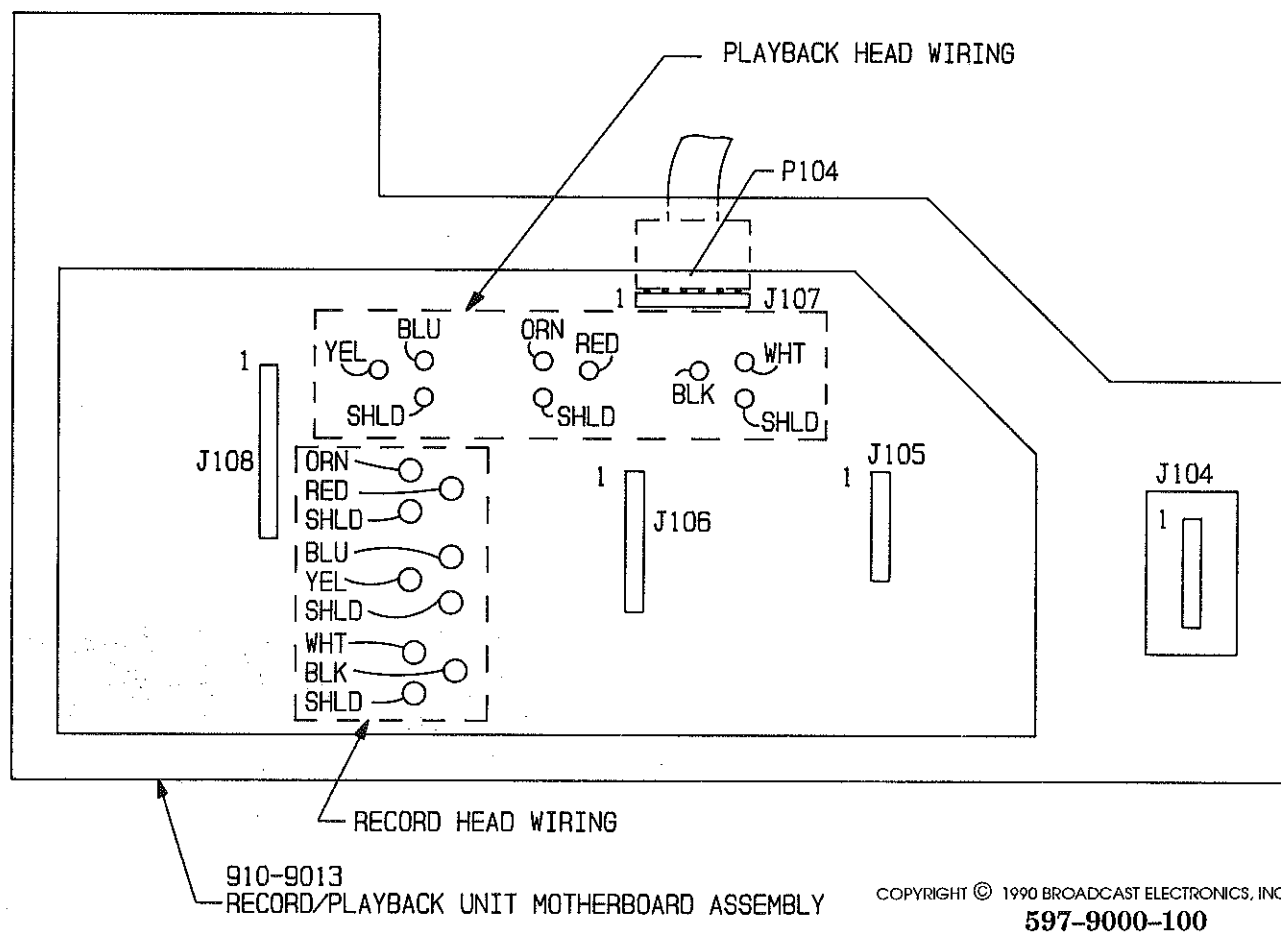 PLAYBACK HEAD WIRING
P104
1
J107
BLU
ORN
RED
WHT
YEL
BLK
SHLD
SHLD
SHLD
1
J108
ORN
RED
SHLD
BLU
YEL
SHLD
WHT
BLK
SHLD
1
J106
1
J105
J104
1
RECORD HEAD WIRING
910-9013
RECORD/PLAYBACK UNIT MOTHERBOARD ASSEMBLY
COPYRIGHT © 1990 BROADCAST ELECTRONICS, INC
597-9000-100